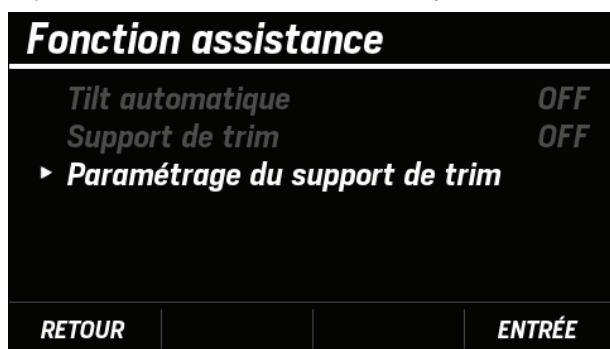 Fonction assistance
Tilt automatique OFF
Support de trim OFF
Paramétrage du support de trim
RETOUR ENTRÉE